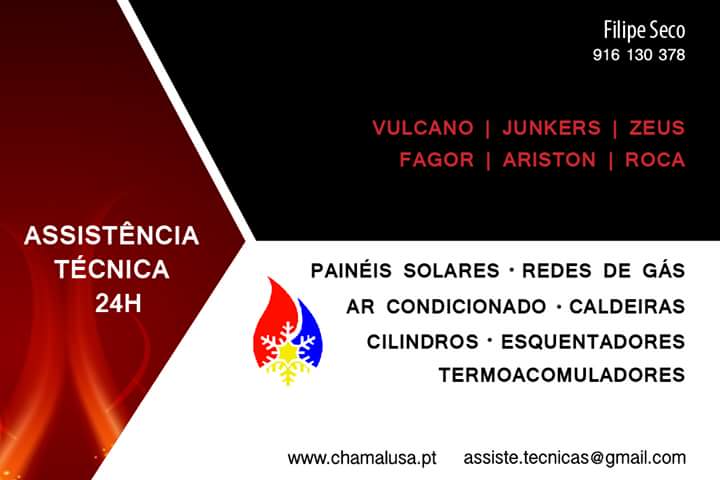 Filipe Seco
916 130 378
VULCANO | JUNKERS | ZEUS
FAGOR | ARISTON | ROCA
ASSISTÊNCIA
TÉCNICA
24H
PAINÉIS SOLARES · REDES DE GÁS
AR CONDICIONADO · CALDEIRAS
CILINDROS · ESQUENTADORES
TERMOACOMULADORES
www.chamalusa.pt assiste.tecnicas@gmail.com